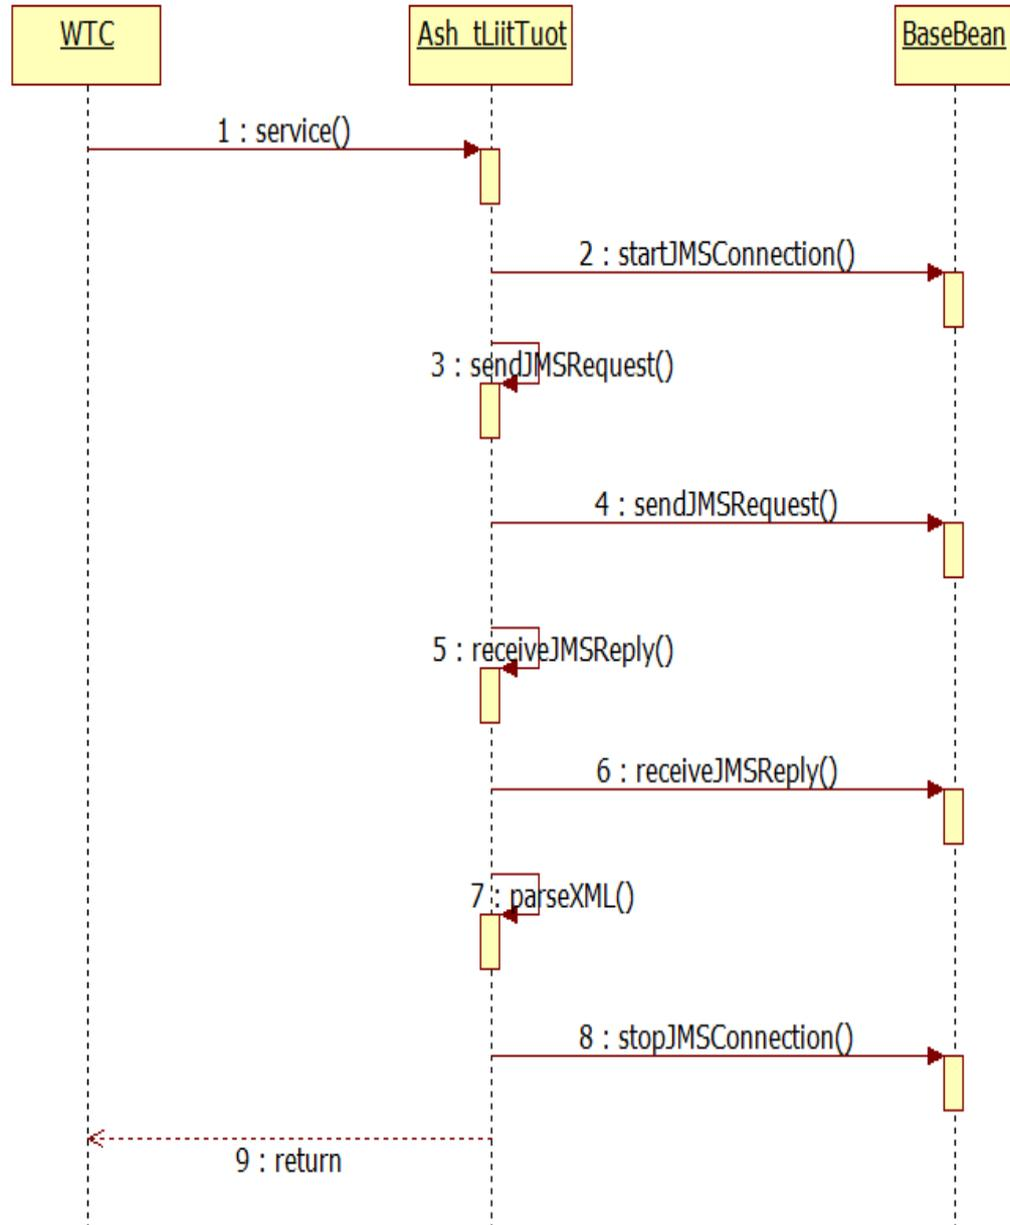 WTC
Ash_tLiitTuot
BaseBean
1 : service()
2 : startJMSConnection()
3 : sendJMSRequest()
4 : sendJMSRequest()
5 : receiveJMSReply()
6 : receiveJMSReply()
7 : parseXML()
8 : stopJMSConnection()
9 : return